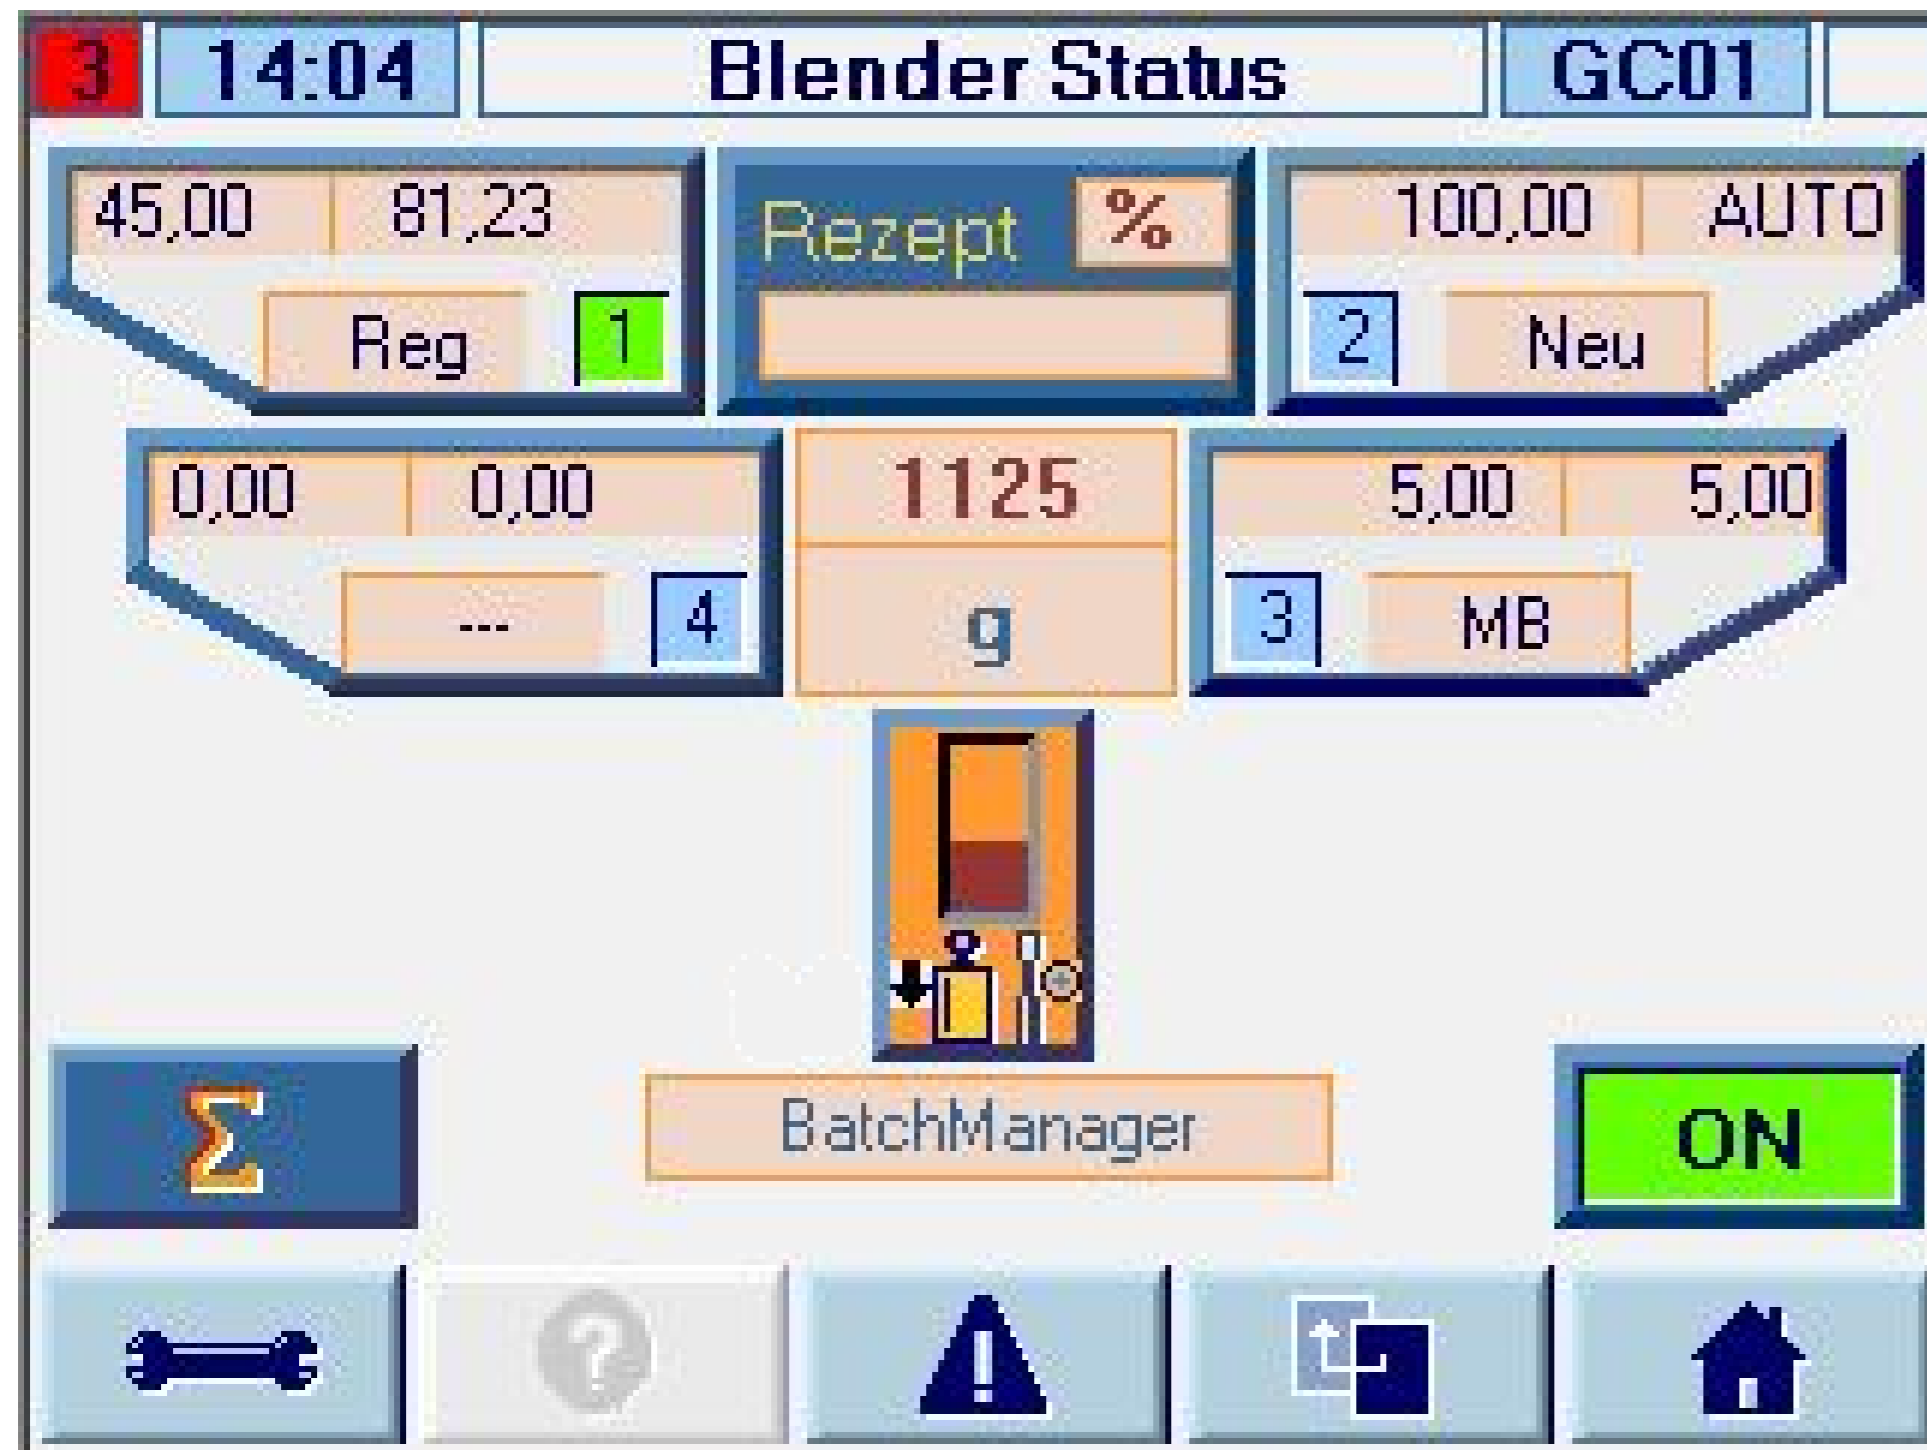 3 14:04 Blender Status GC01
45,00 81,23 Rezept % 100,00 AUTO
Reg 1 2 Neu
0,00 0,00 1125 5,00 5,00
--- 4 g 3 MB
Σ BatchManager ON